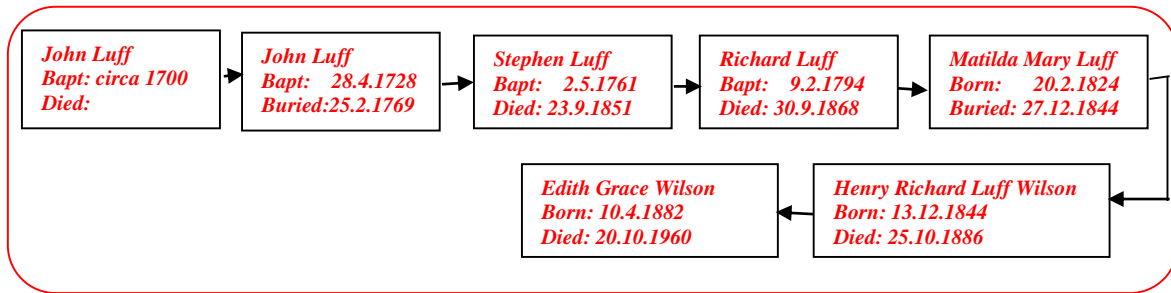 John Luff
Bapt: circa 1700
Died:
John Luff
Bapt: 28.4.1728
Buried:25.2.1769
Stephen Luff
Bapt: 2.5.1761
Died: 23.9.1851
Richard Luff
Bapt: 9.2.1794
Died: 30.9.1868
Matilda Mary Luff
Born: 20.2.1824
Buried: 27.12.1844
Henry Richard Luff Wilson
Born: 13.12.1844
Died: 25.10.1886
Edith Grace Wilson
Born: 10.4.1882
Died: 20.10.1960